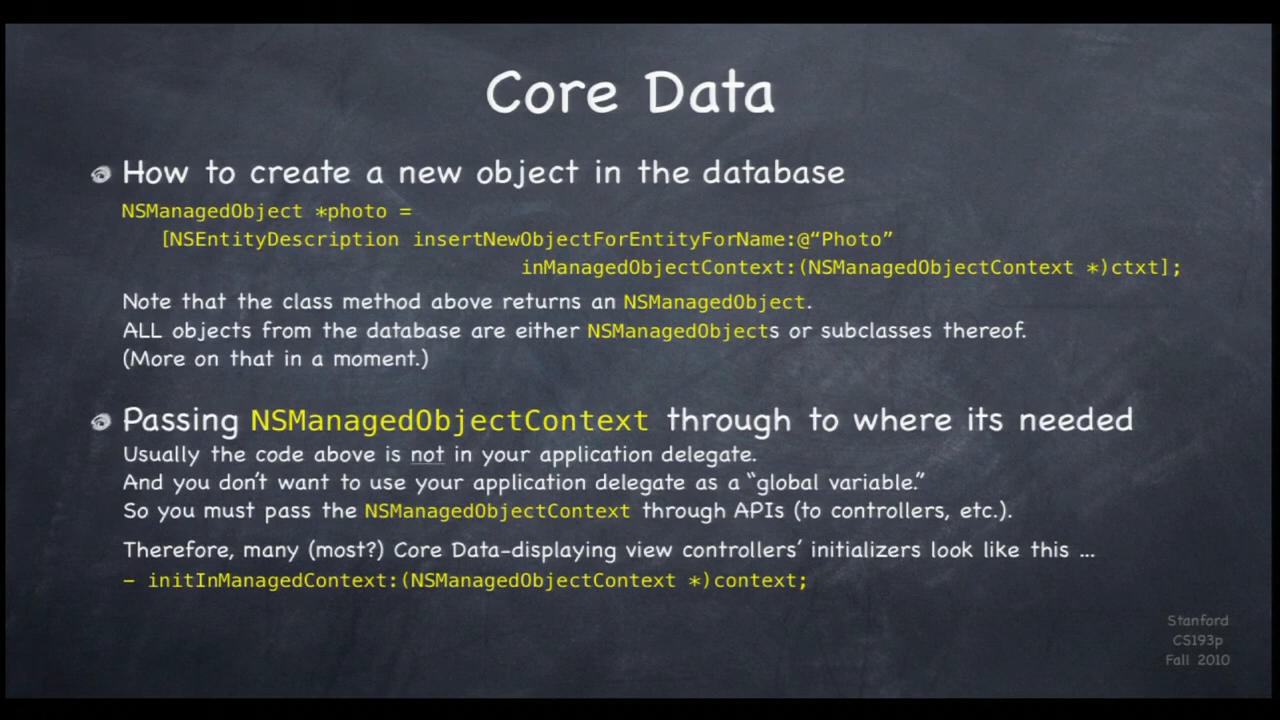 Core Data
How to create a new object in the database
NSManagedObject *photo =
[NSEntityDescription insertNewObjectForEntityForName:@“Photo”
inManagedObjectContext:(NSManagedObjectContext *)ctxt];
Note that the class method above returns an NSManagedObject.
ALL objects from the database are either NSManagedObjects or subclasses thereof.
(More on that in a moment.)
Passing NSManagedObjectContext through to where its needed
Usually the code above is not in your application delegate.
And you don’t want to use your application delegate as a “global variable.”
So you must pass the NSManagedObjectContext through APIs (to controllers, etc.).
Therefore, many (most?) Core Data-displaying view controllers’ initializers look like this ...
- initInManagedContext:(NSManagedObjectContext *)context;
Stanford
CS193p
Fall 2010